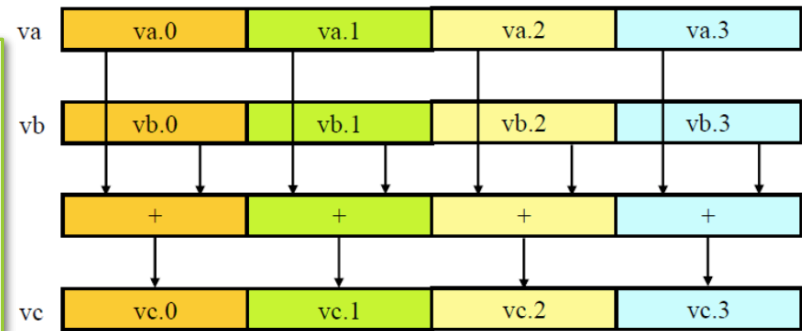 va va.0 va.1 va.2 va.3
vb vb.0 vb.1 vb.2 vb.3
+ + + +
vc vc.0 vc.1 vc.2 vc.3